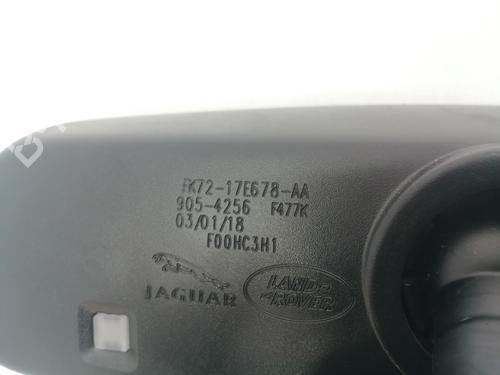 FK72-17E678-AA
905-4256 F477K
03/01/18
F00HC3H1
JAGUAR
LAND-
ROVER